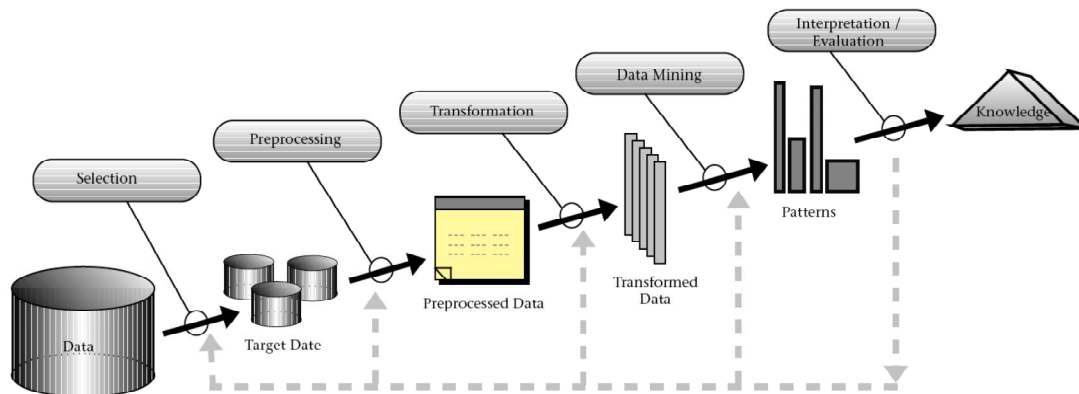 Interpretation /
Evaluation
Data Mining
Transformation
Preprocessing
Selection
Data
Target Date
Preprocessed Data
Transformed
Data
Patterns
Knowledge